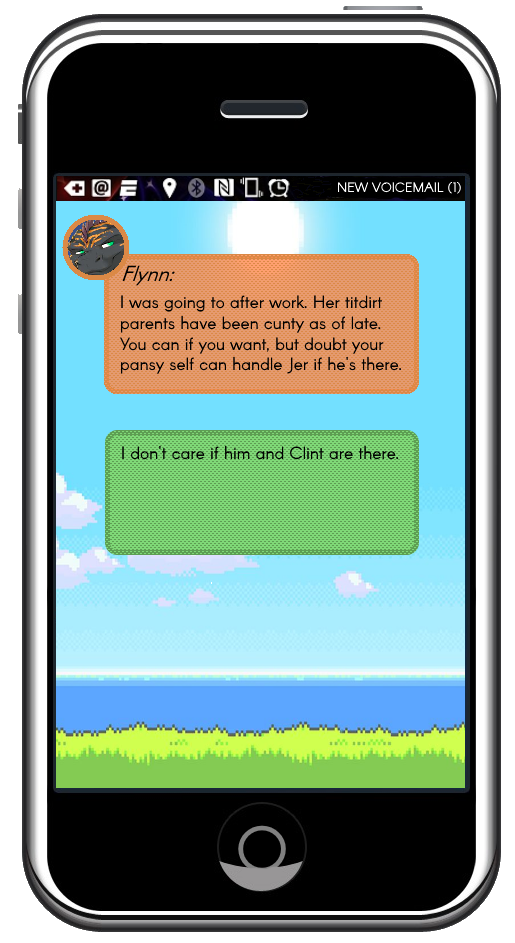 NEW VOICEMAIL (1)
Flynn:
I was going to after work. Her titdirt
parents have been cunty as of late.
You can if you want, but doubt your
pansy self can handle Jer if he's there.
I don't care if him and Clint are there.